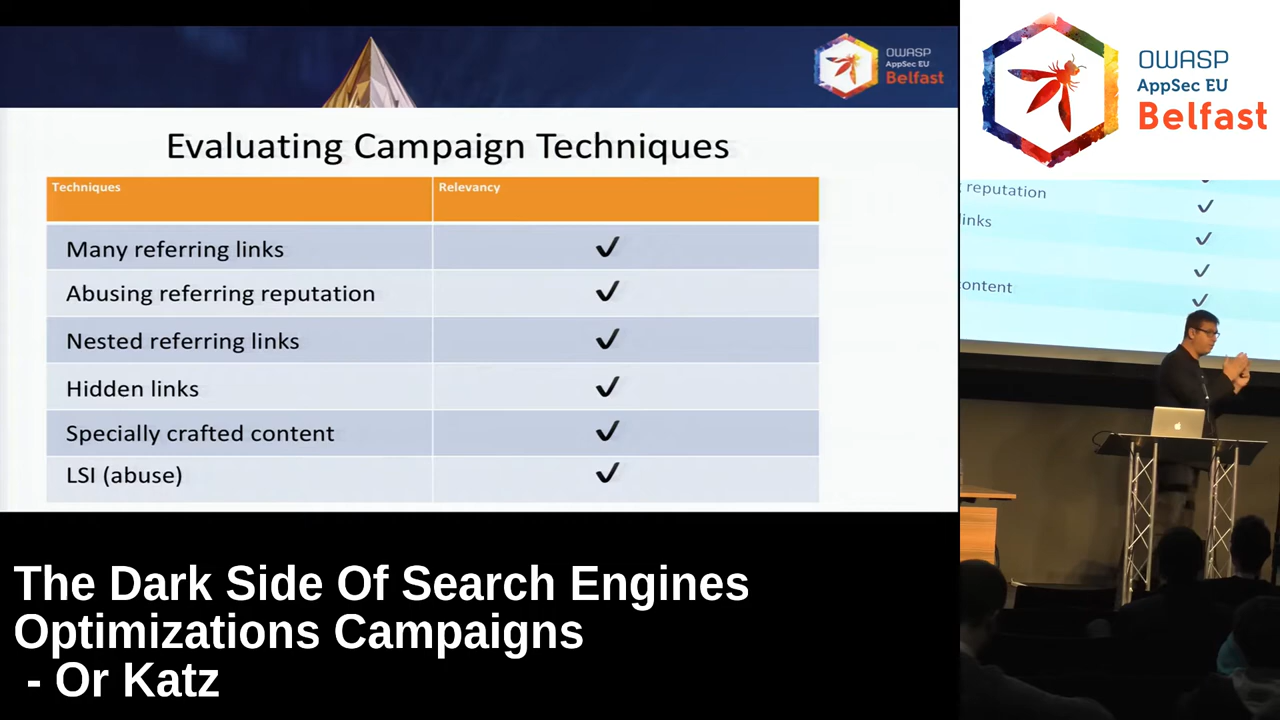 OWASP
AppSec EU
Belfast
Evaluating Campaign Techniques
Techniques
Relevancy
Many referring links
Abusing referring reputation
Nested referring links
Hidden links
Specially crafted content
LSI (abuse)
The Dark Side Of Search Engines
Optimizations Campaigns
- Or Katz
OWASP
AppSec EU
Belfast
reputation
inks
ontent